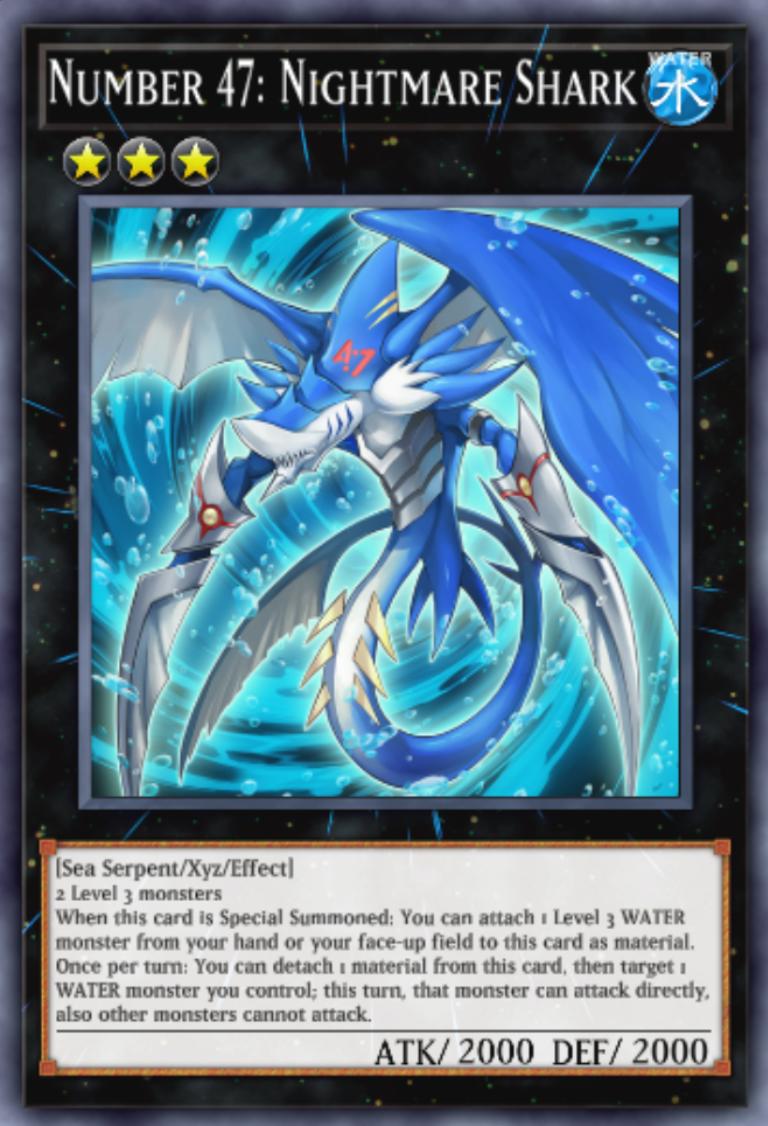 NUMBER 47: NIGHTMARE SHARK
WATER
水
47
[Sea Serpent/Xyz/Effect]
2 Level 3 monsters
When this card is Special Summoned: You can attach 1 Level 3 WATER
monster from your hand or your face-up field to this card as material.
Once per turn: You can detach 1 material from this card, then target 1
WATER monster you control; this turn, that monster can attack directly,
also other monsters cannot attack.
ATK/ 2000 DEF/ 2000